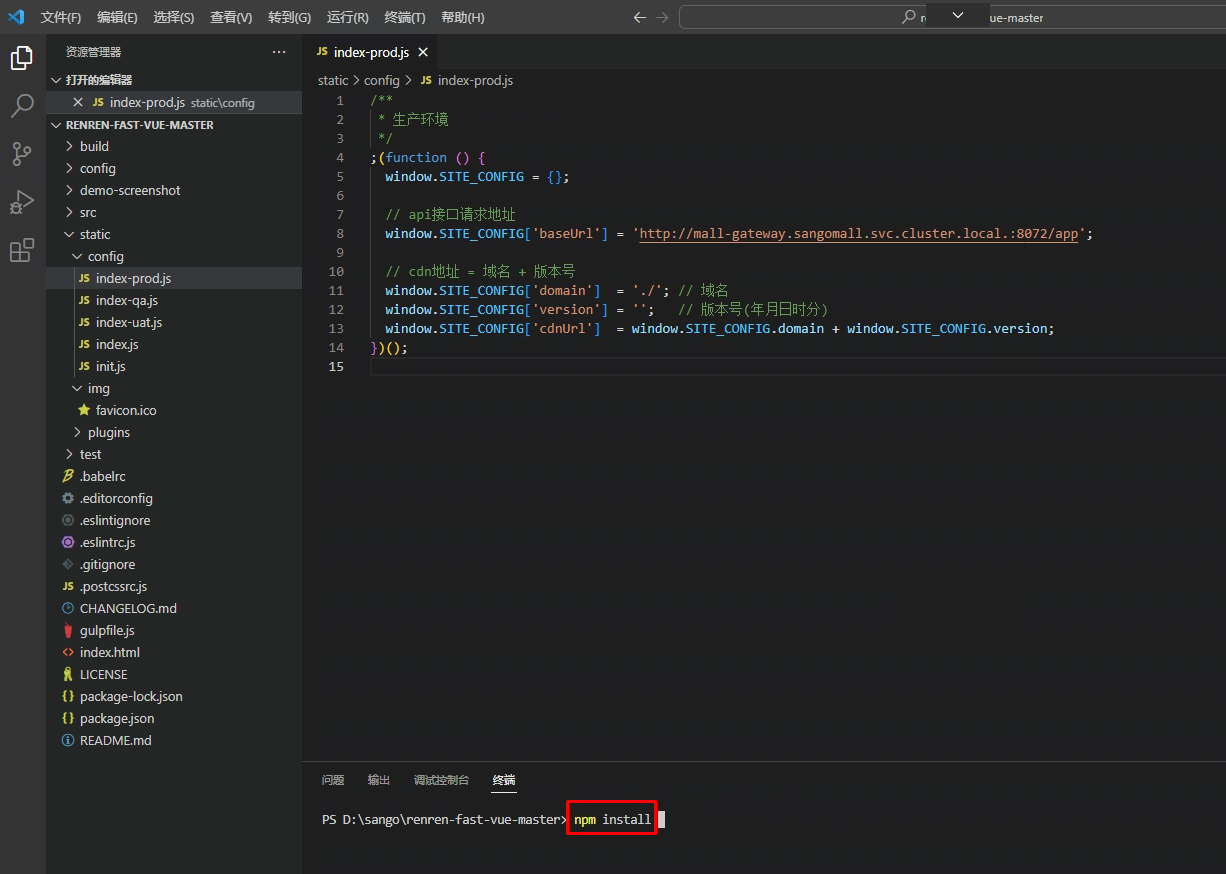 文件(F) 编辑(E) 选择(S) 查看(V) 转到(G) 运行(R) 终端(T) 帮助(H)
ue-master
资源管理器 ···
打开的编辑器
index-prod.js static\config
RENREN-FAST-VUE-MASTER
build
config
demo-screenshot
src
static
config
index-prod.js
index-qa.js
index-uat.js
index.js
init.js
img
favicon.ico
plugins
test
.babelrc
.editorconfig
.eslintignore
.eslintrc.js
.gitignore
.postcssrc.js
CHANGELOG.md
gulpfile.js
index.html
LICENSE
package-lock.json
package.json
README.md
JS index-prod.js
static > config > JS index-prod.js
1 /**
2 * 生产环境
3 */
4 ;(function () {
5 window.SITE_CONFIG = {};
6
7 // api接口请求地址
8 window.SITE_CONFIG['baseUrl'] = 'http://mall-gateway.sangomall.svc.cluster.local.:8072/app';
9
10 // cdn地址 = 域名 + 版本号
11 window.SITE_CONFIG['domain']  = './'; // 域名
12 window.SITE_CONFIG['version'] = '';   // 版本号(年月日时分)
13 window.SITE_CONFIG['cdnUrl']  = window.SITE_CONFIG.domain + window.SITE_CONFIG.version;
14 })();
15
问题 输出 调试控制台 终端
PS D:\sango\renren-fast-vue-master> npm install